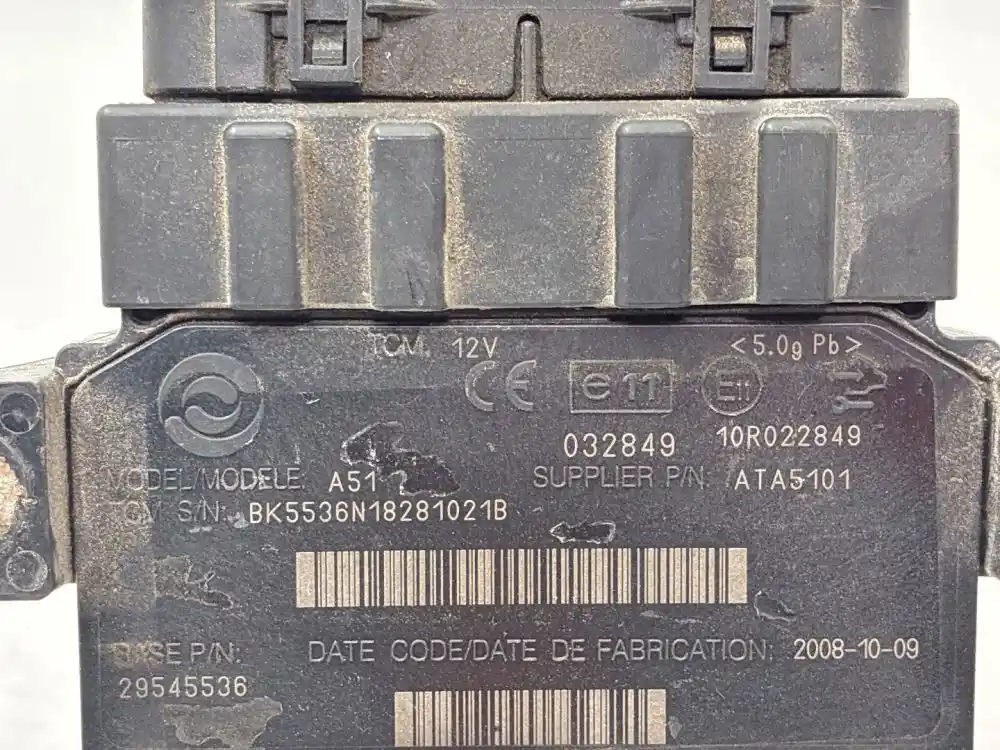 TCM, 12V <5.0g Pb>
CE e11 E11
032849 10R022849
MODEL/MODELE: A51 SUPPLIER P/N: ATA5101
TCM S/N: BK5536N18281021B
BASE P/N: DATE CODE/DATE DE FABRICATION: 2008-10-09
29545536